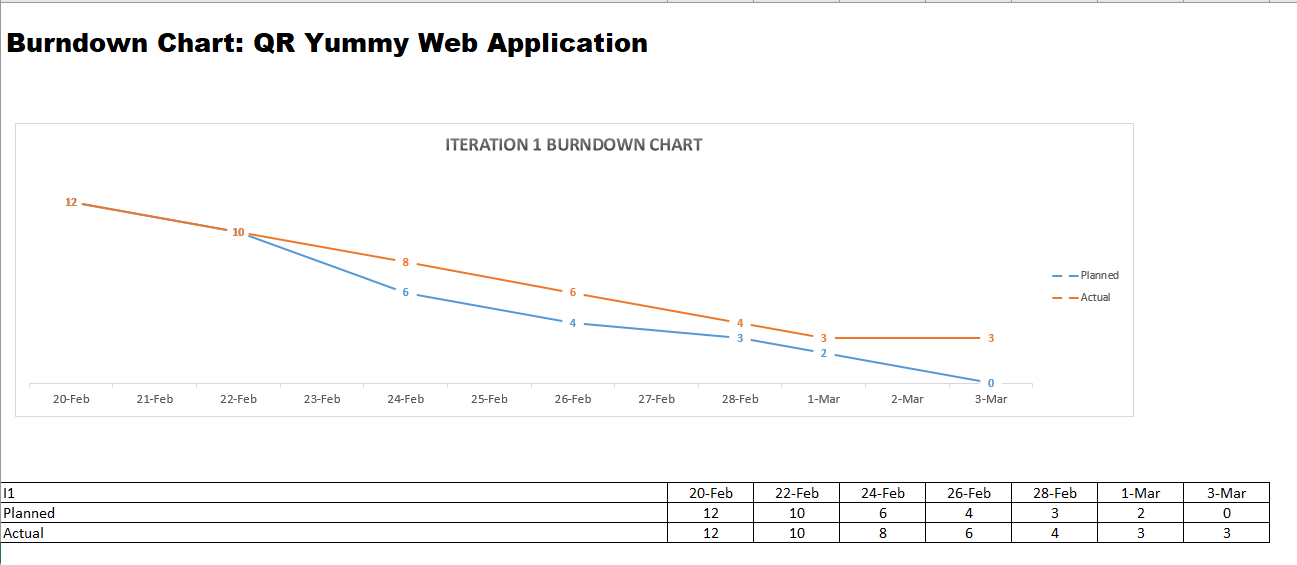 Burndown Chart: QR Yummy Web Application
ITERATION 1 BURNDOWN CHART
12
10
8
6
6
4
4
3
3
2
3
0
Planned
Actual
20-Feb 21-Feb 22-Feb 23-Feb 24-Feb 25-Feb 26-Feb 27-Feb 28-Feb 1-Mar 2-Mar 3-Mar
I1 20-Feb 22-Feb 24-Feb 26-Feb 28-Feb 1-Mar 3-Mar
Planned 12 10 6 4 3 2 0
Actual 12 10 8 6 4 3 3